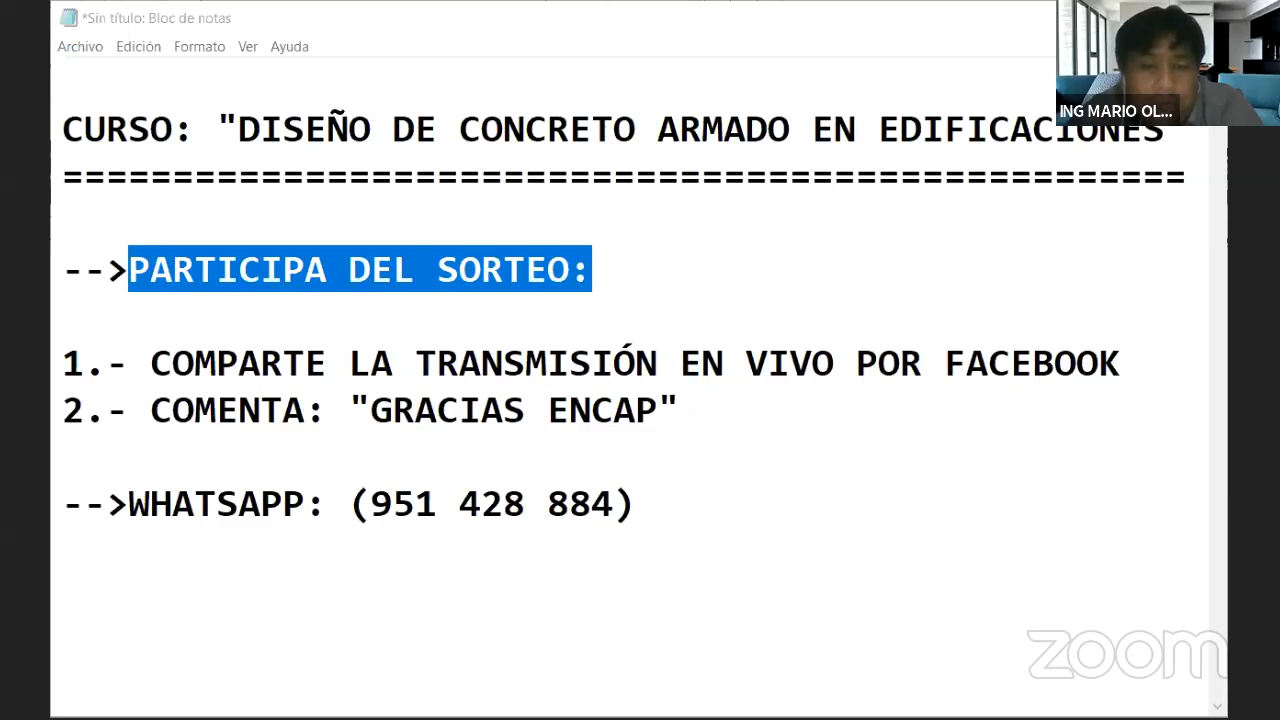 *Sin título: Bloc de notas
Archivo Edición Formato Ver Ayuda
ING MARIO OL...
CURSO: "DISEÑO DE CONCRETO ARMADO EN EDIFICACIONES
===================================================
-->PARTICIPA DEL SORTEO:
1.- COMPARTE LA TRANSMISIÓN EN VIVO POR FACEBOOK
2.- COMENTA: "GRACIAS ENCAP"
-->WHATSAPP: (951 428 884)
zoom